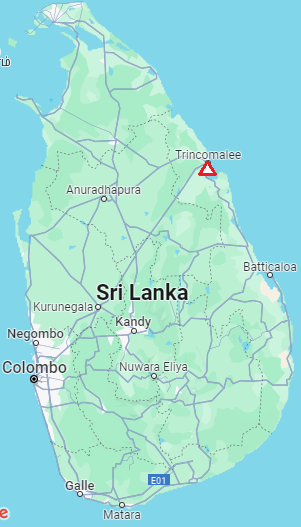 Trincomalee
Anuradhapura
Batticaloa
Sri Lanka
Kurunegala
Kandy
Negombo
Nuwara Eliya
Colombo
E01
Galle
Matara